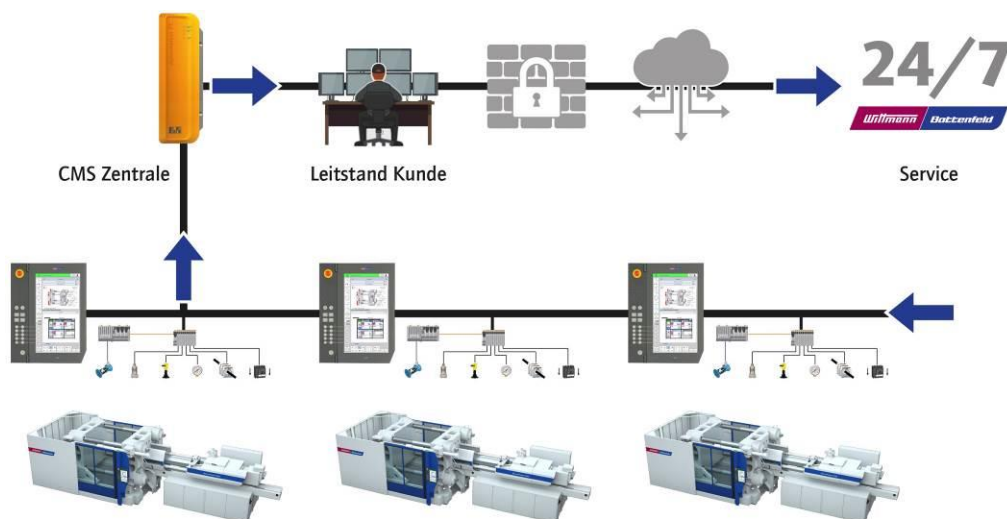 24/7
Wittmann Battenfeld
CMS Zentrale
Leitstand Kunde
Service